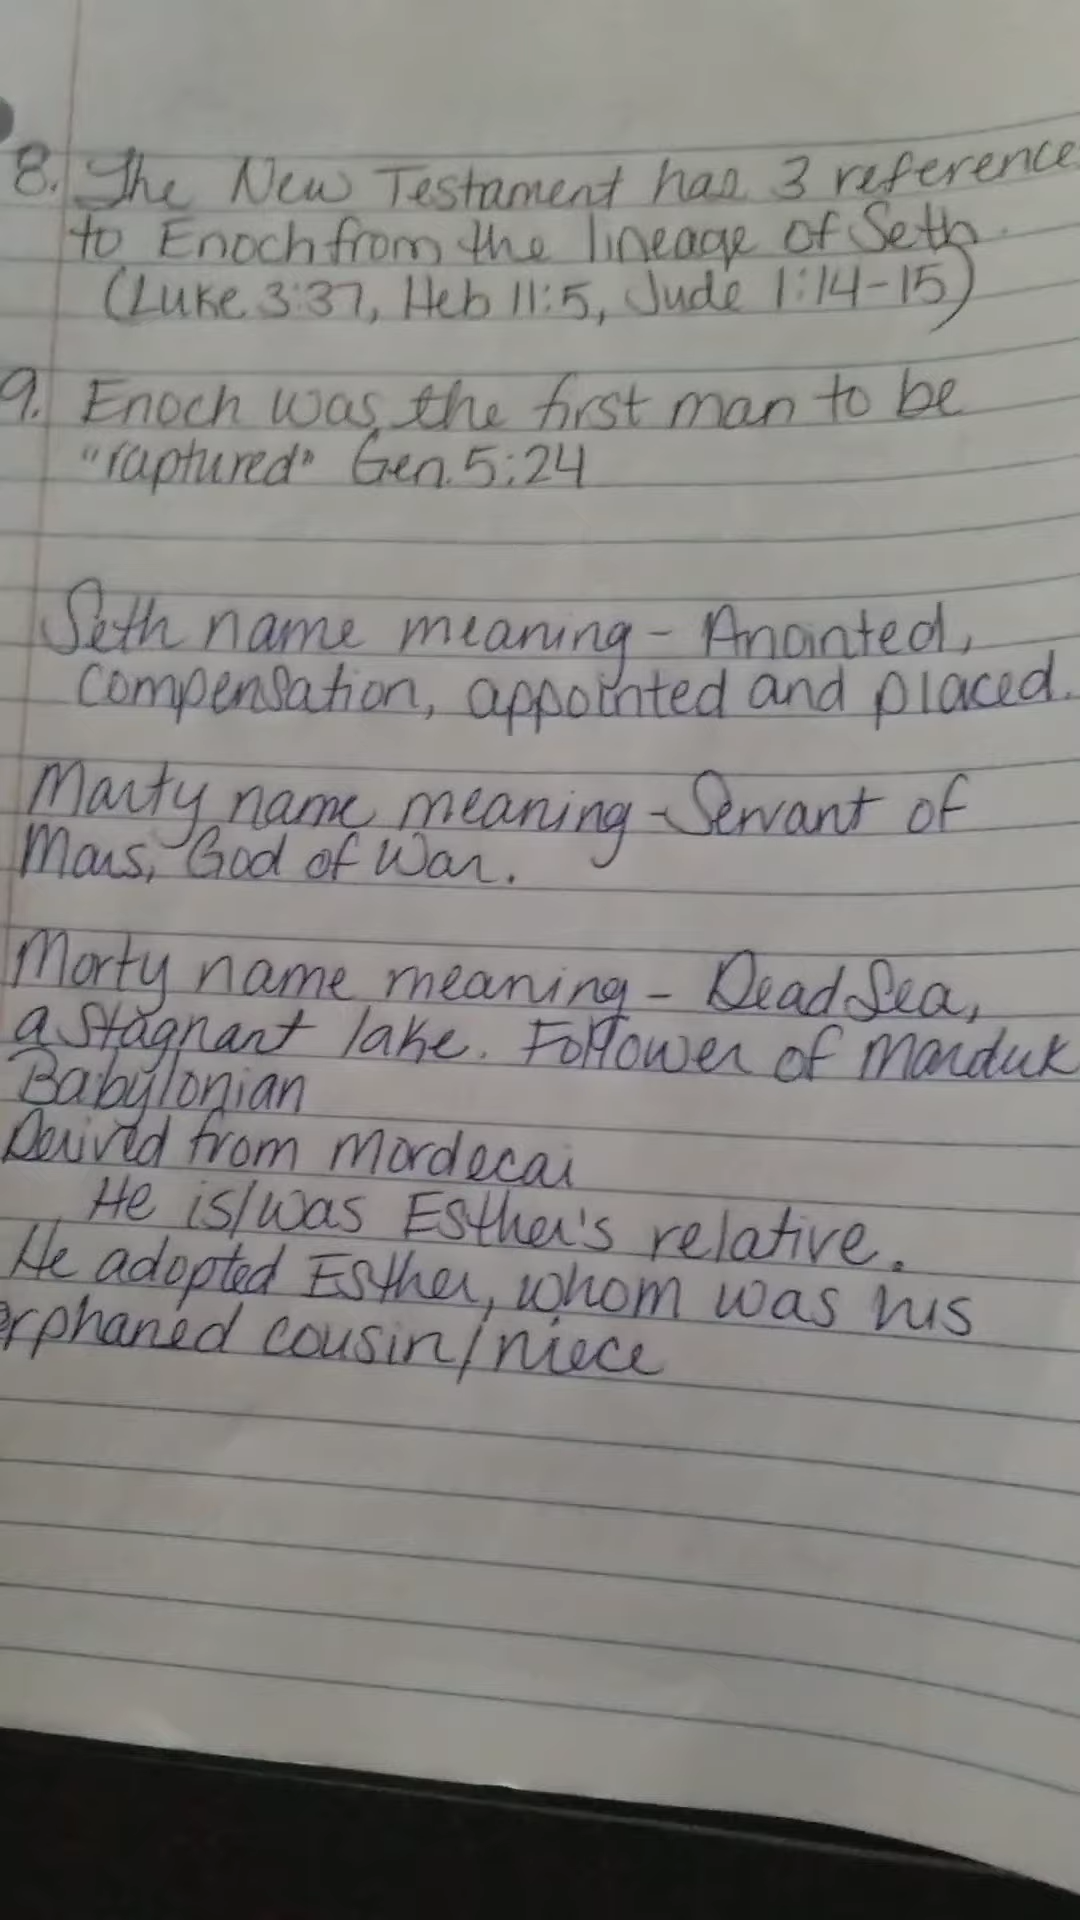 8. The New Testament has 3 reference
to Enoch from the lineage of Seth.
(Luke 3:37, Heb 11:5, Jude 1:14-15)
9. Enoch was the first man to be
"raptured" Gen. 5:24
Seth name meaning - Anointed,
compensation, appointed and placed.
Marty name meaning - Servant of
Mars, God of War.
Morty name meaning - Dead Sea,
a stagnant lake. Follower of Marduk
Babylonian
Derived from Mordecai
He is/was Esther's relative.
He adopted Esther, whom was his
orphaned cousin/niece